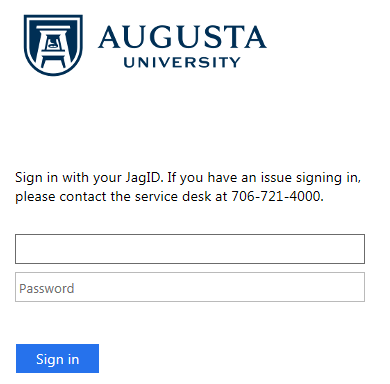 AUGUSTA
UNIVERSITY
Sign in with your JagID. If you have an issue signing in,
please contact the service desk at 706-721-4000.
Password
Sign in